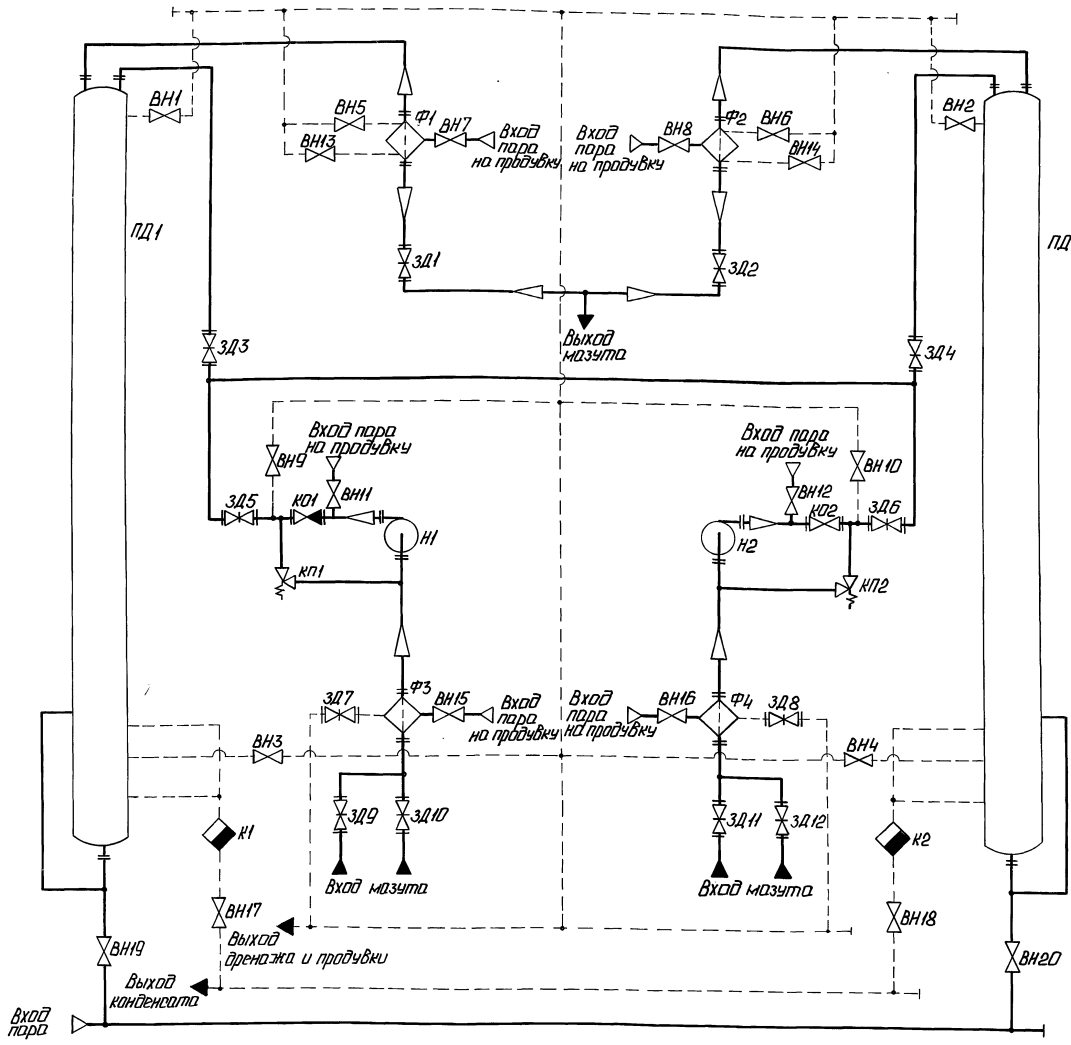 ВН1
ВН5
Ф1
ВН7
Вход
пара
на продувку
ВН13
Вход
пара
на продувку
ВН8
Ф2
ВН6
ВН14
ВН2
ПД1
ПД
ЗД1
ЗД2
Выход
мазута
ЗД3
ЗД4
Вход пара
на продувку
ВН9
ВН11
ЗД5
КО1
Н1
КП1
Вход пара
на продувку
ВН10
ВН12
КО2
ЗД6
Н2
КП2
ЗД7
Ф3
ВН15
Вход
пара
на продувку
Вход
пара
на продувку
ВН16
Ф4
ЗД8
ВН3
ВН4
ЗД9
ЗД10
ЗД11
ЗД12
К1
К2
Вход мазута
Вход мазута
ВН17
ВН18
Выход
дренажа и продувки
ВН19
ВН20
Выход
конденсата
Вход
пара